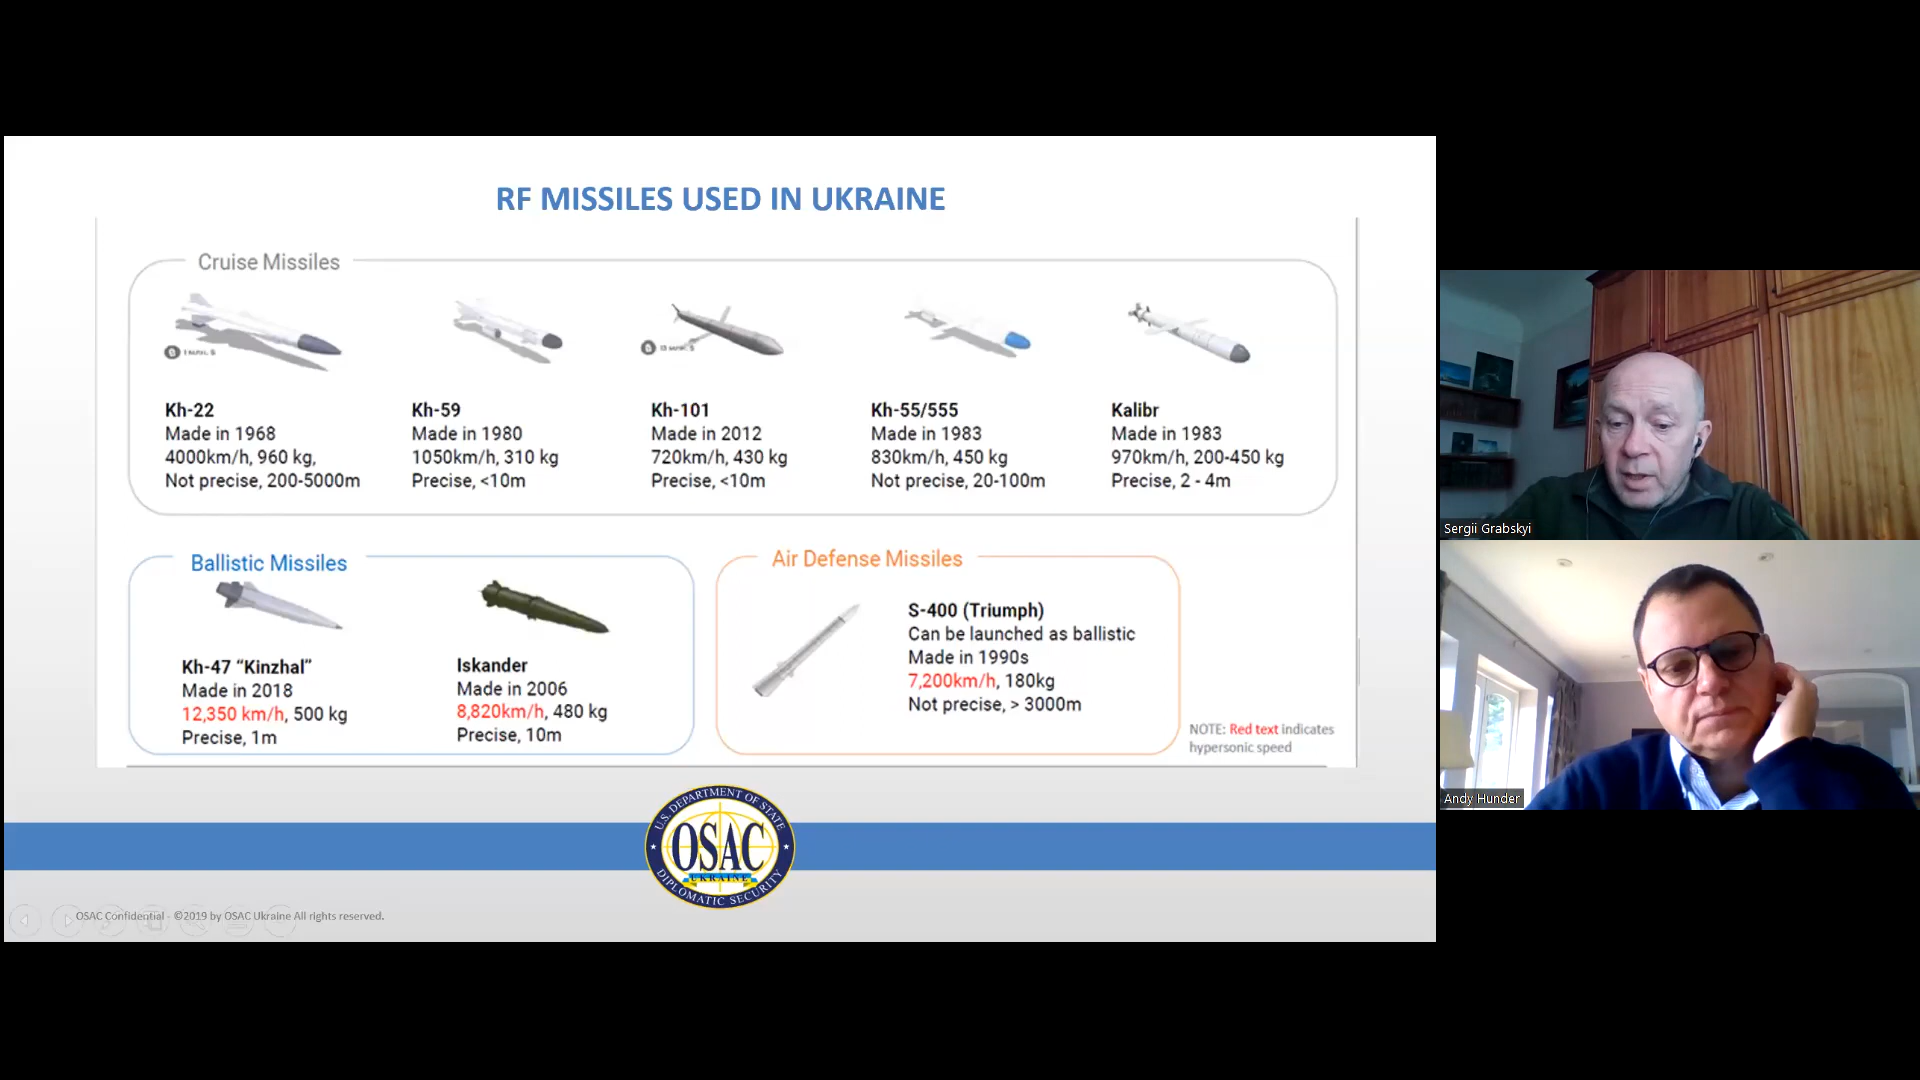 RF MISSILES USED IN UKRAINE
Cruise Missiles
Kh-22
Made in 1968
4000km/h, 960 kg,
Not precise, 200-5000m
Kh-59
Made in 1980
1050km/h, 310 kg
Precise, <10m
Kh-101
Made in 2012
720km/h, 430 kg
Precise, <10m
Kh-55/555
Made in 1983
830km/h, 450 kg
Not precise, 20-100m
Kalibr
Made in 1983
970km/h, 200-450 kg
Precise, 2 - 4m
Ballistic Missiles
Kh-47 “Kinzhal”
Made in 2018
12,350 km/h, 500 kg
Precise, 1m
Iskander
Made in 2006
8,820km/h, 480 kg
Precise, 10m
Air Defense Missiles
S-400 (Triumph)
Can be launched as ballistic
Made in 1990s
7,200km/h, 180kg
Not precise, > 3000m
NOTE: Red text indicates
hypersonic speed
U.S. DEPARTMENT OF STATE
OSAC
UKRAINE
DIPLOMATIC SECURITY
OSAC Confidential - ©2019 by OSAC Ukraine All rights reserved.
Sergii Grabskyi
Andy Hunder